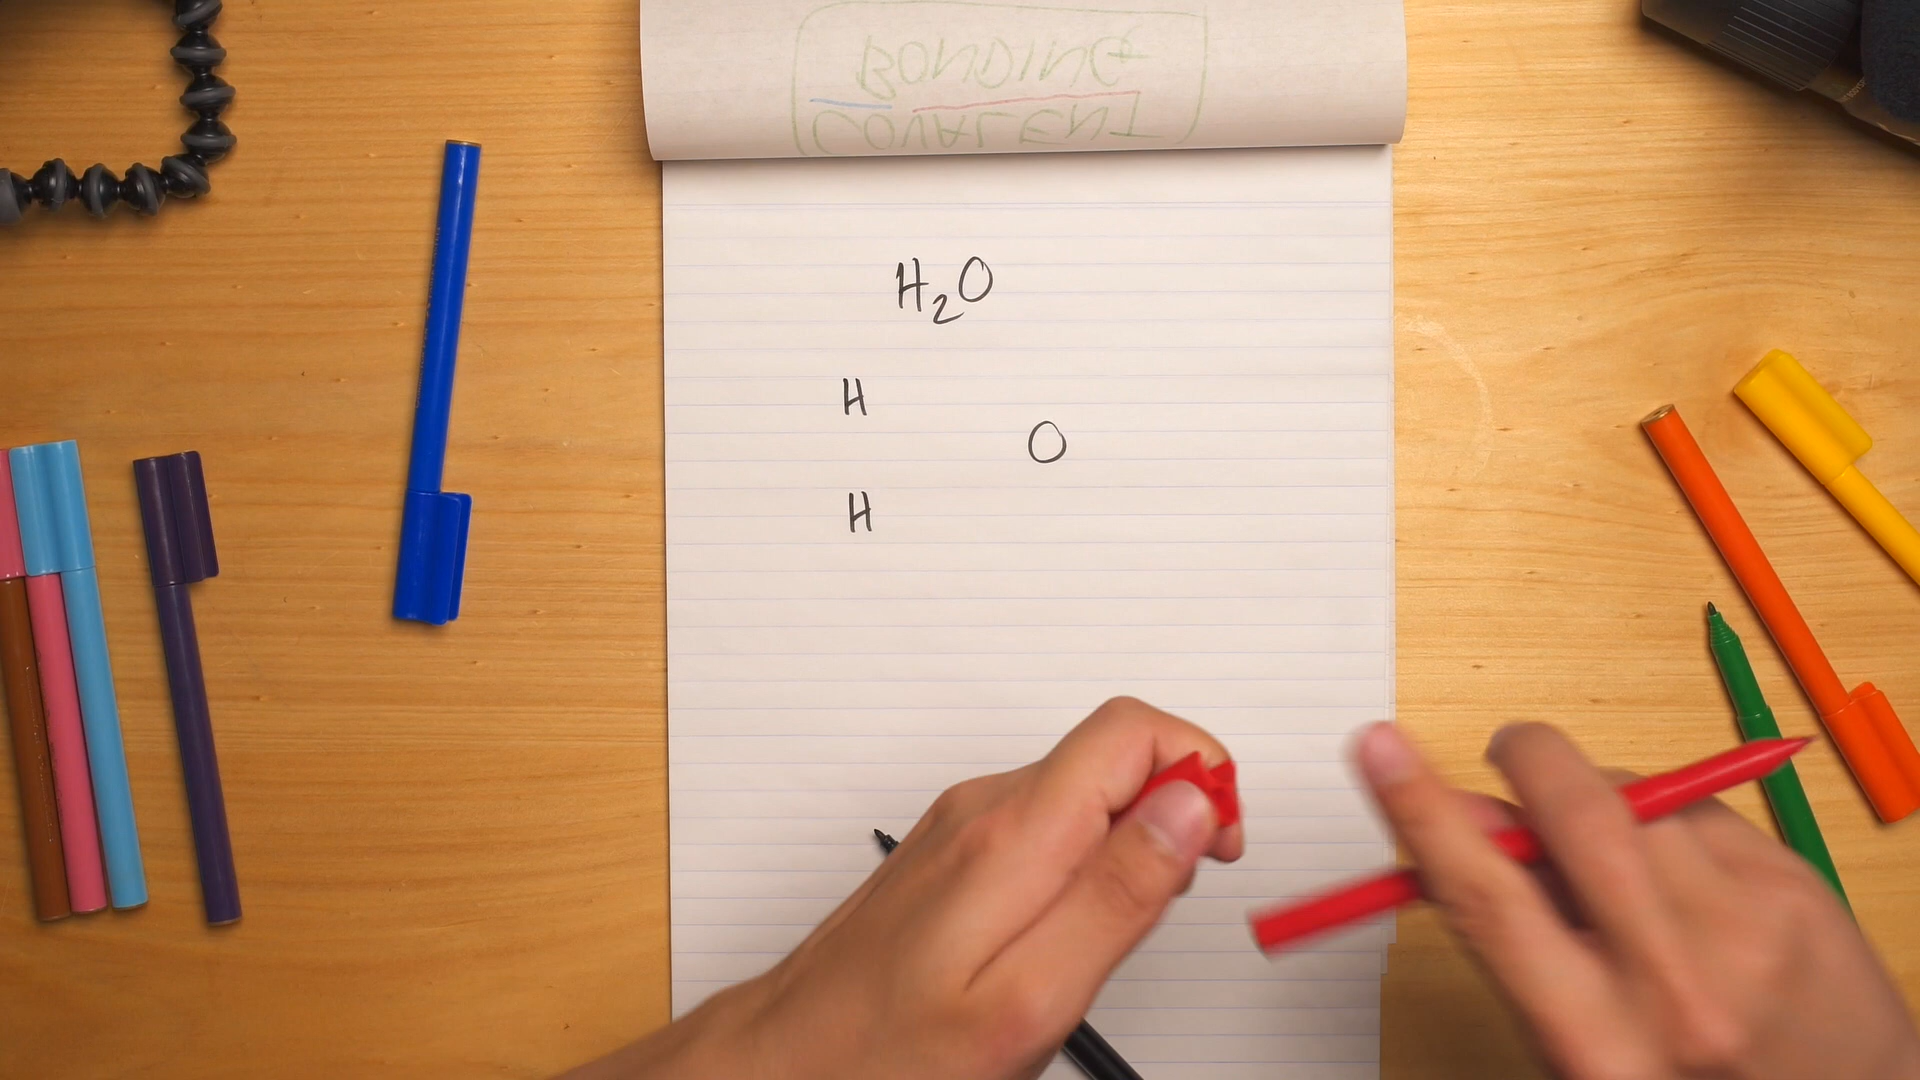 COVALENT
BONDING
H₂O
H
O
H